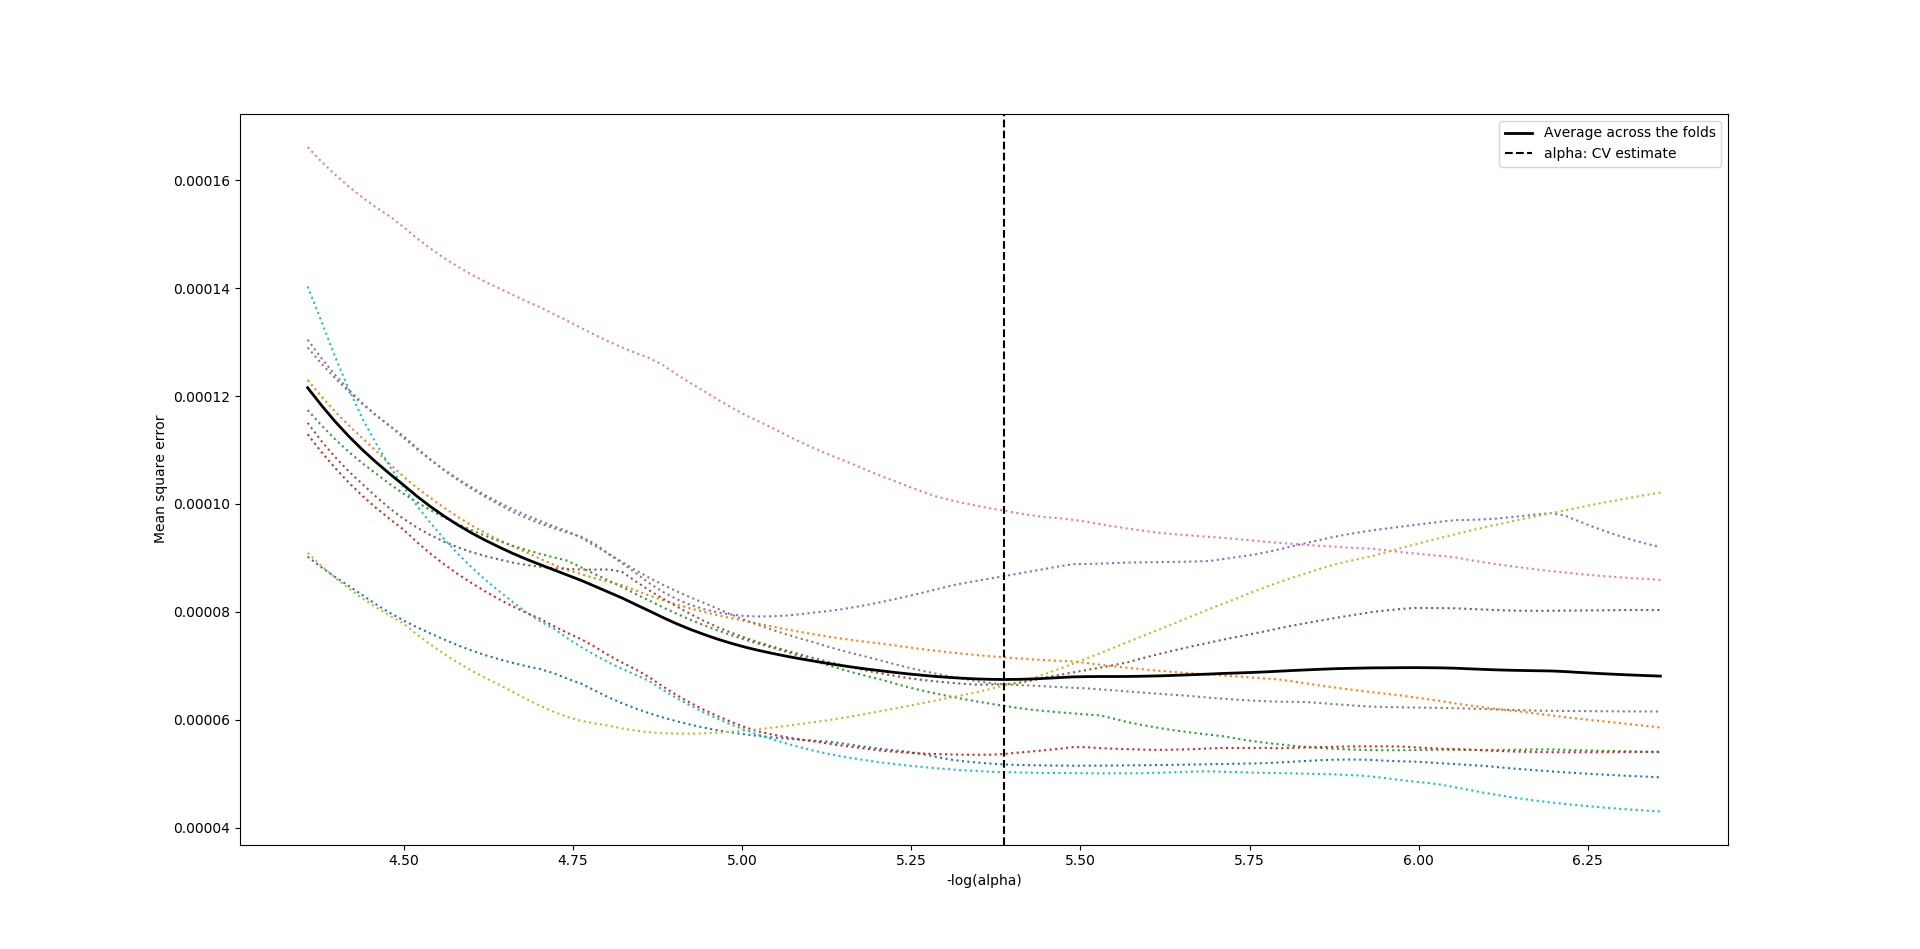 Average across the folds
alpha: CV estimate
Mean square error
0.00016
0.00014
0.00012
0.00010
0.00008
0.00006
0.00004
4.50 4.75 5.00 5.25 5.50 5.75 6.00 6.25
-log(alpha)